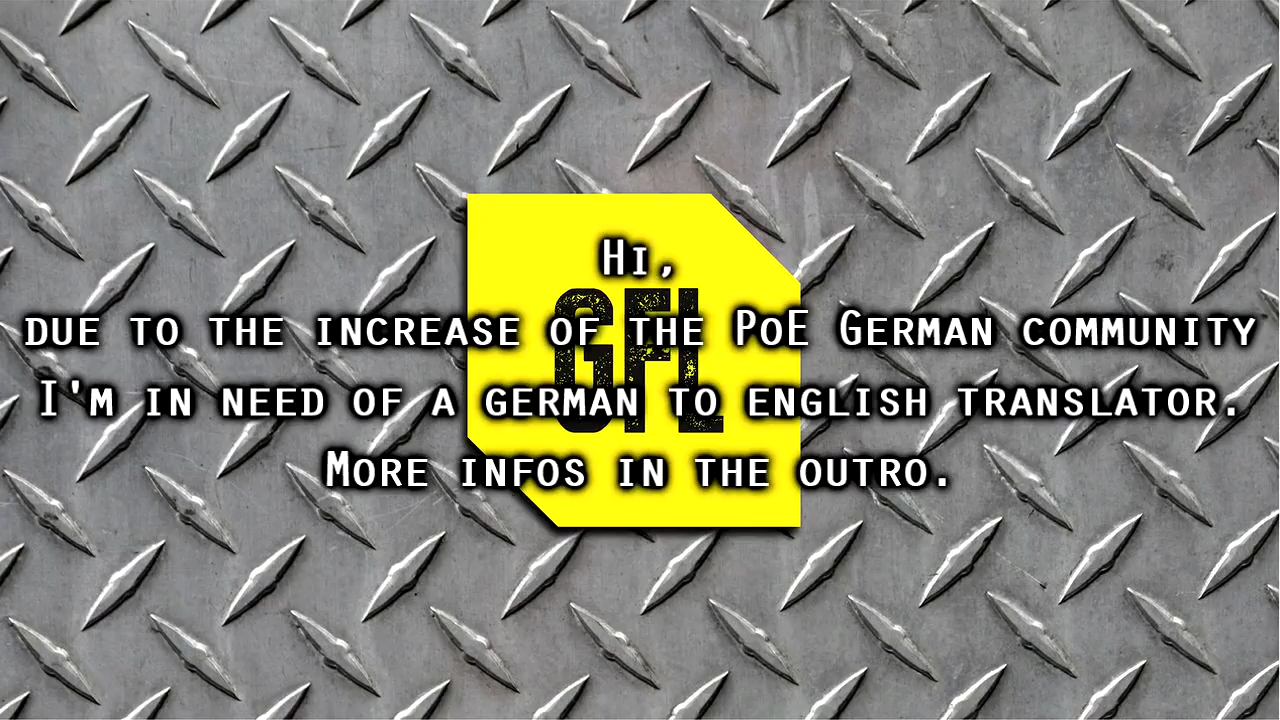 Hi,
GFL
due to the increase of the PoE German community
I'm in need of a german to english translator.
More infos in the outro.